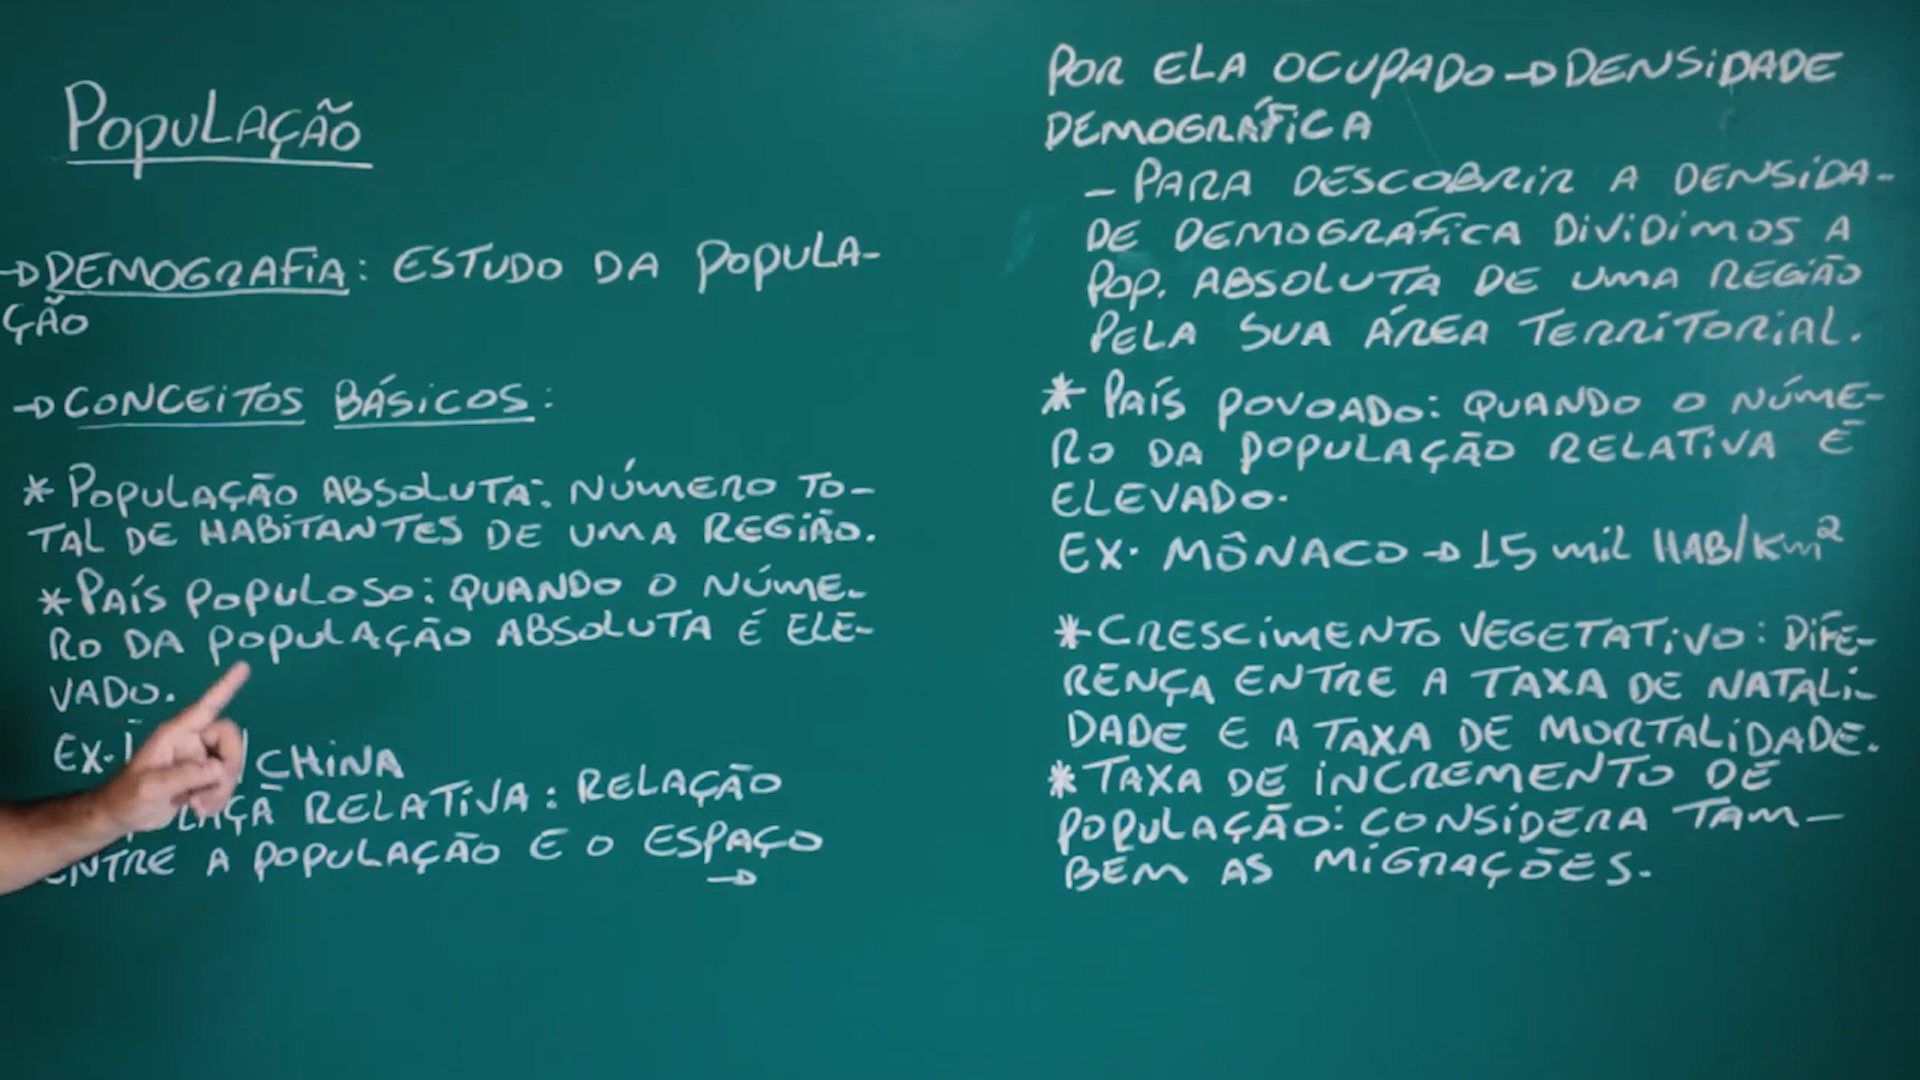 População
→DEMOGRAFIA: ESTUDO DA POPULA-
ÇÃO
→CONCEITOS BÁSICOS:
* POPULAÇÃO ABSOLUTA: NÚMERO TO-
TAL DE HABITANTES DE UMA REGIÃO.
* PAÍS POPULOSO: QUANDO O NÚME-
RO DA POPULAÇÃO ABSOLUTA É ELE-
VADO.
EX. CHINA
RELATIVA: RELAÇÃO
ENTRE A POPULAÇÃO E O ESPAÇO
→
POR ELA OCUPADO → DENSIDADE
DEMOGRÁFICA
- PARA DESCOBRIR A DENSIDA-
DE DEMOGRÁFICA DIVIDIMOS A
POP. ABSOLUTA DE UMA REGIÃO
PELA SUA ÁREA TERRITORIAL.
* PAÍS POVOADO: QUANDO O NÚME-
RO DA POPULAÇÃO RELATIVA É
ELEVADO.
EX. MÔNACO → 15 mil HAB/Km²
* CRESCIMENTO VEGETATIVO: DIFE-
RENÇA ENTRE A TAXA DE NATALI-
DADE E A TAXA DE MORTALIDADE.
* TAXA DE INCREMENTO DE
POPULAÇÃO: CONSIDERA TAM-
BÉM AS MIGRAÇÕES.